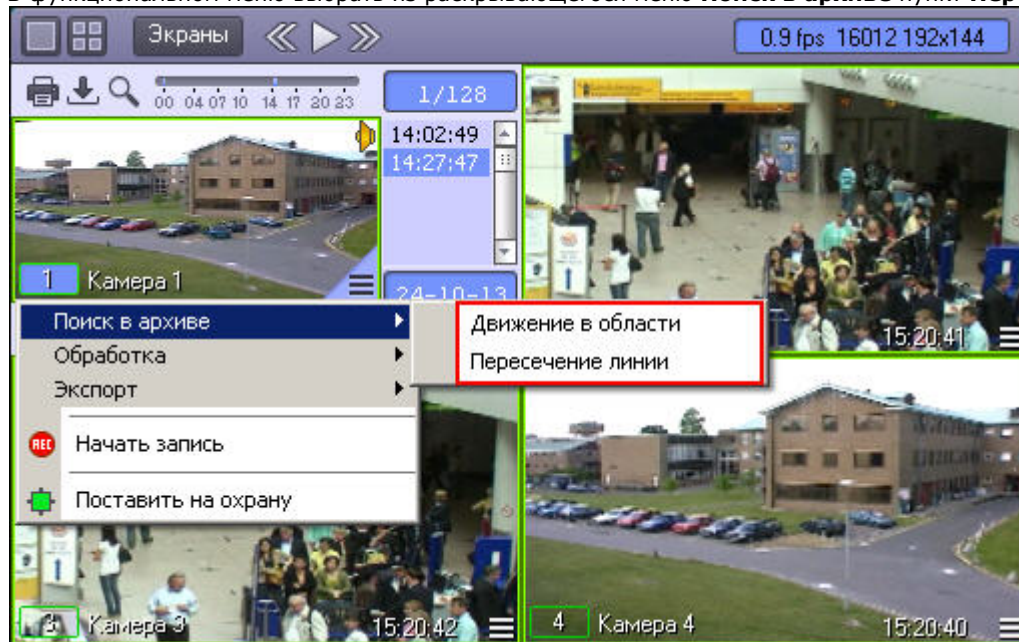 Экраны
0.9 fps 16012 192x144
00 04 07 10 14 17 20 23
1/128
14:02:49
14:27:47
1 Камера 1
24-10-13
Поиск в архиве
Обработка
Экспорт
REC Начать запись
Поставить на охрану
Движение в области
Пересечение линии
15:20:41
3 Камера 3 15:20:42
4 Камера 4 15:20:40